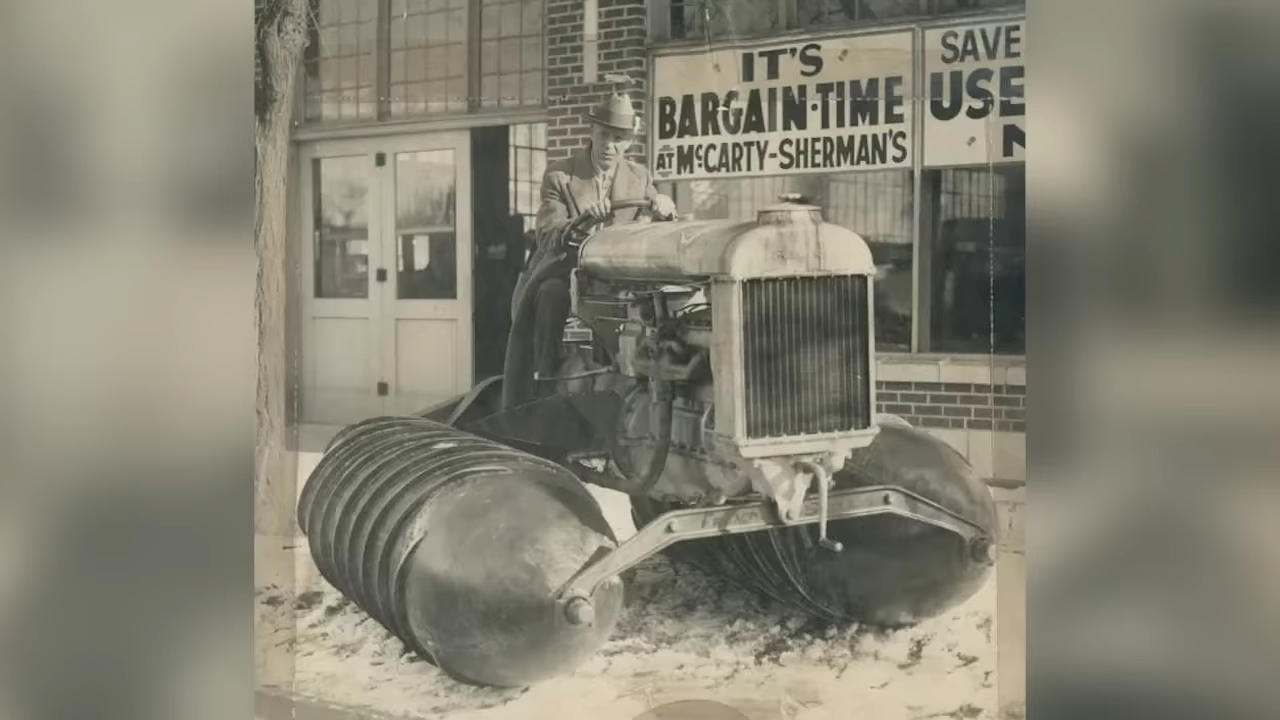 IT'S
BARGAIN·TIME
AT McCARTY-SHERMAN'S
SAVE
USE
N